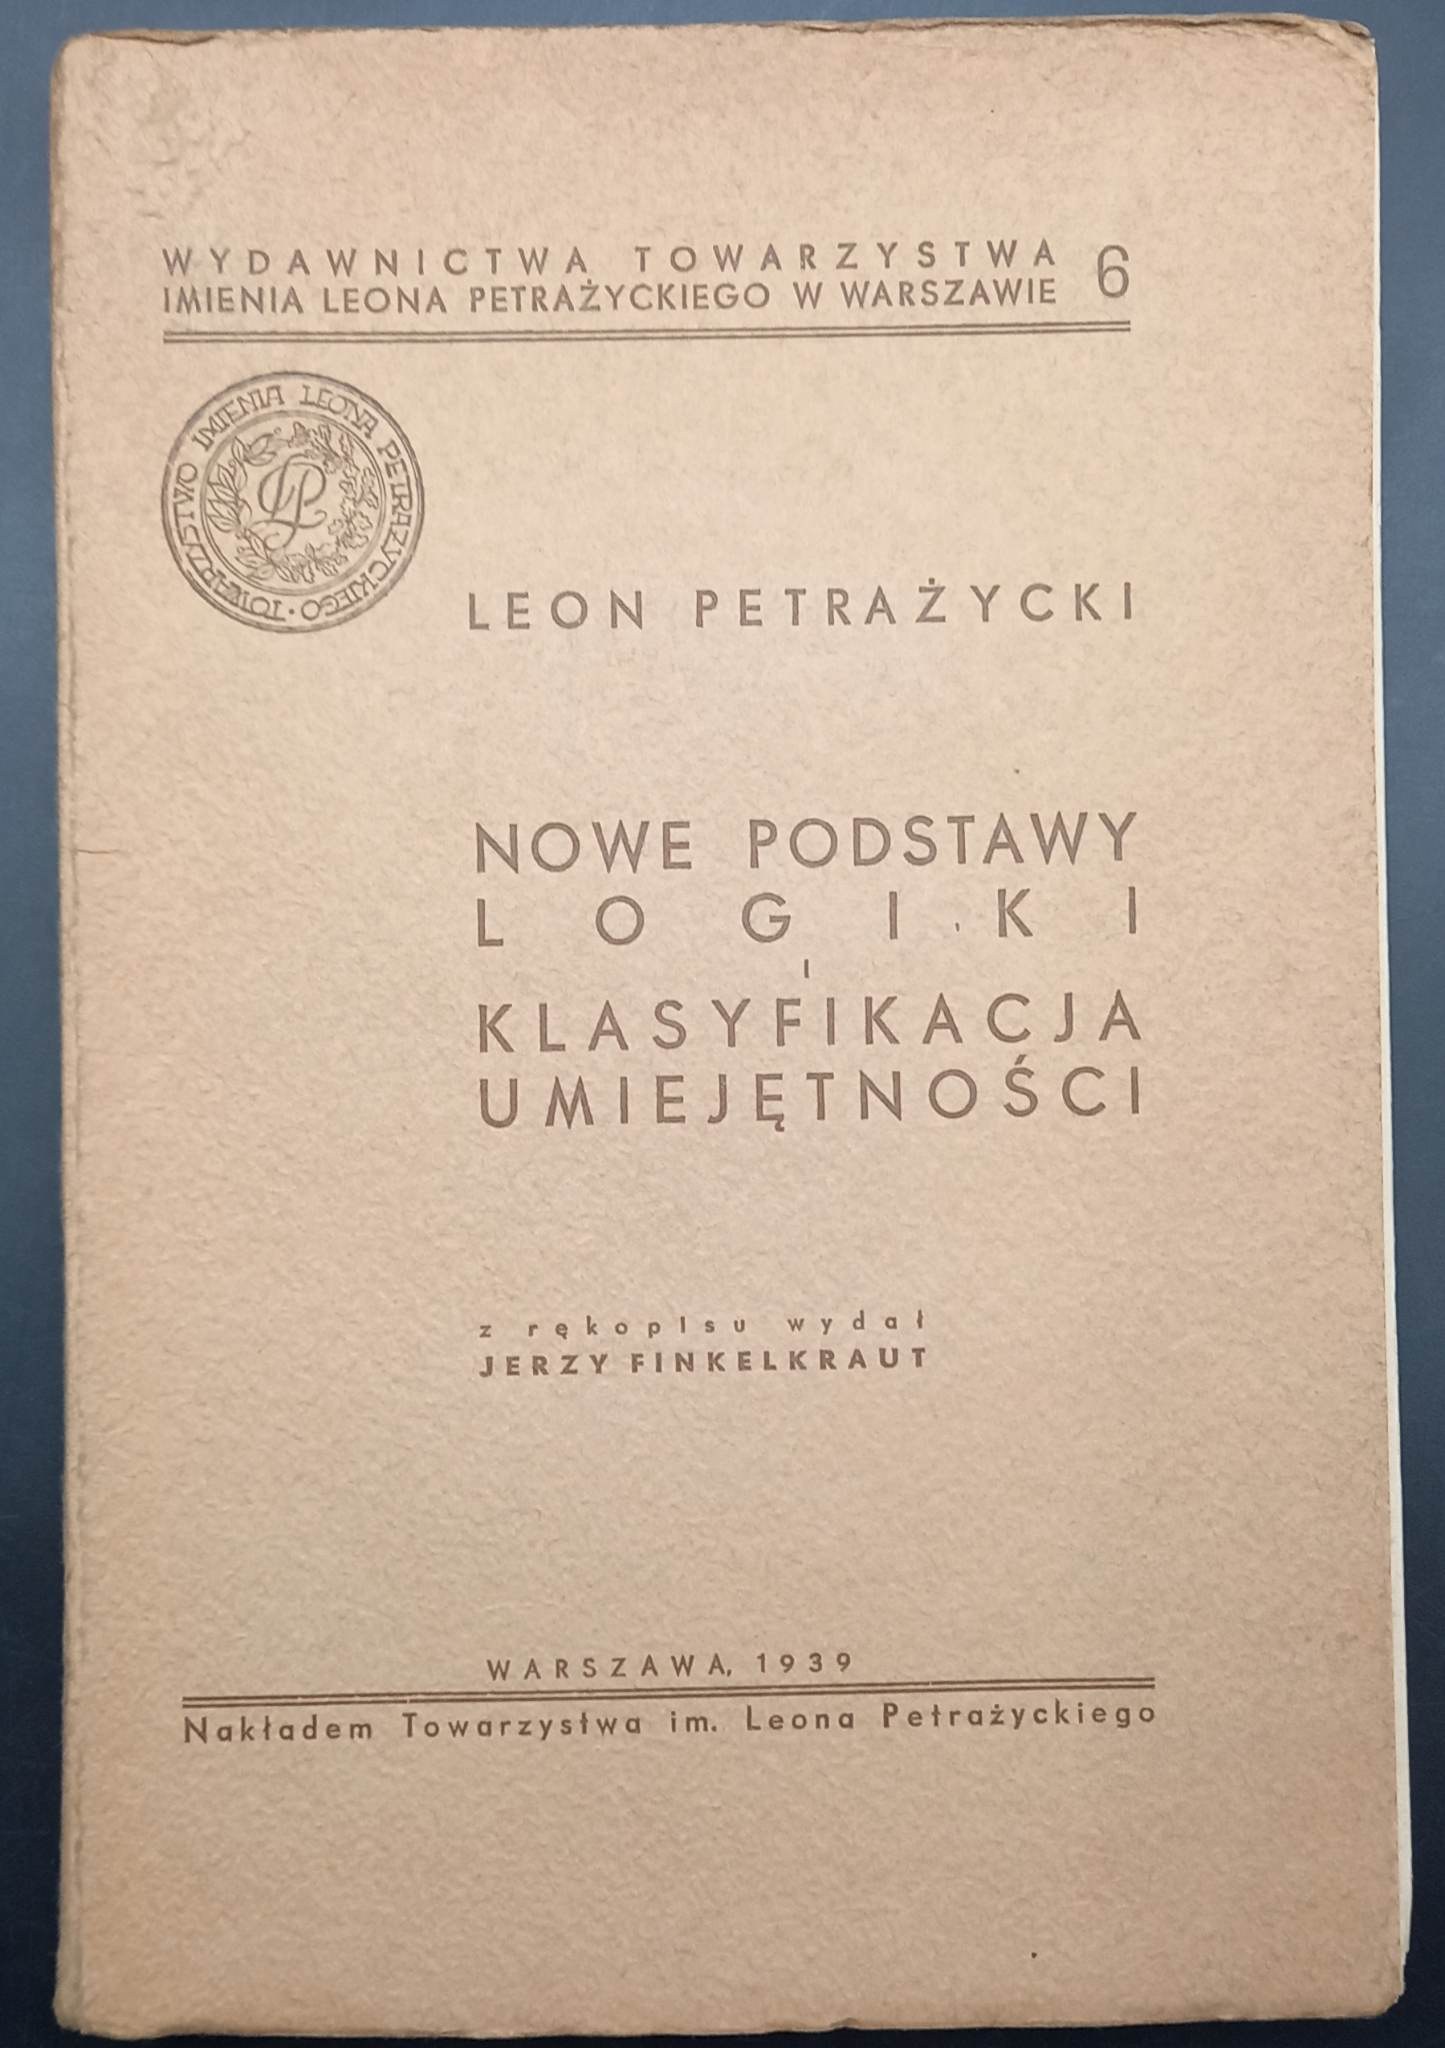 WYDAWNICTWA TOWARZYSTWA
IMIENIA LEONA PETRAŻYCKIEGO W WARSZAWIE 6
TOWARZYSTWO IMIENIA LEONA PETRAŻYCKIEGO ·
LP
LEON PETRAŻYCKI
NOWE PODSTAWY
LOGIKI
I
KLASYFIKACJA
UMIEJĘTNOŚCI
z rękopisu wydał
JERZY FINKELKRAUT
WARSZAWA, 1939
Nakładem Towarzystwa im. Leona Petrażyckiego